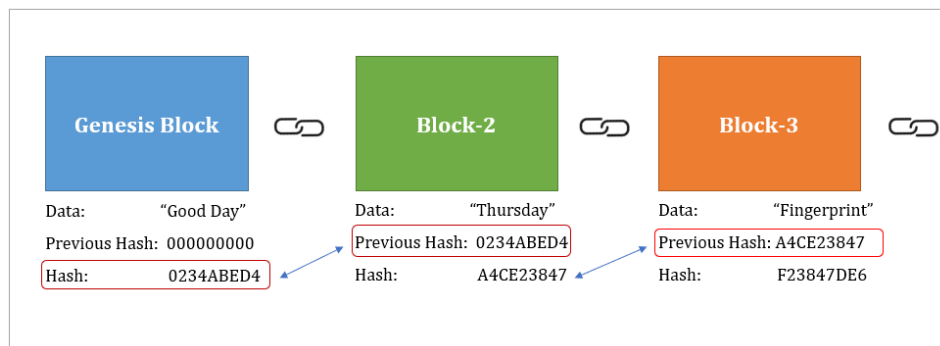 Genesis Block
Block-2
Block-3
Data: “Good Day”
Previous Hash: 000000000
Hash: 0234ABED4
Data: “Thursday”
Previous Hash: 0234ABED4
Hash: A4CE23847
Data: “Fingerprint”
Previous Hash: A4CE23847
Hash: F23847DE6